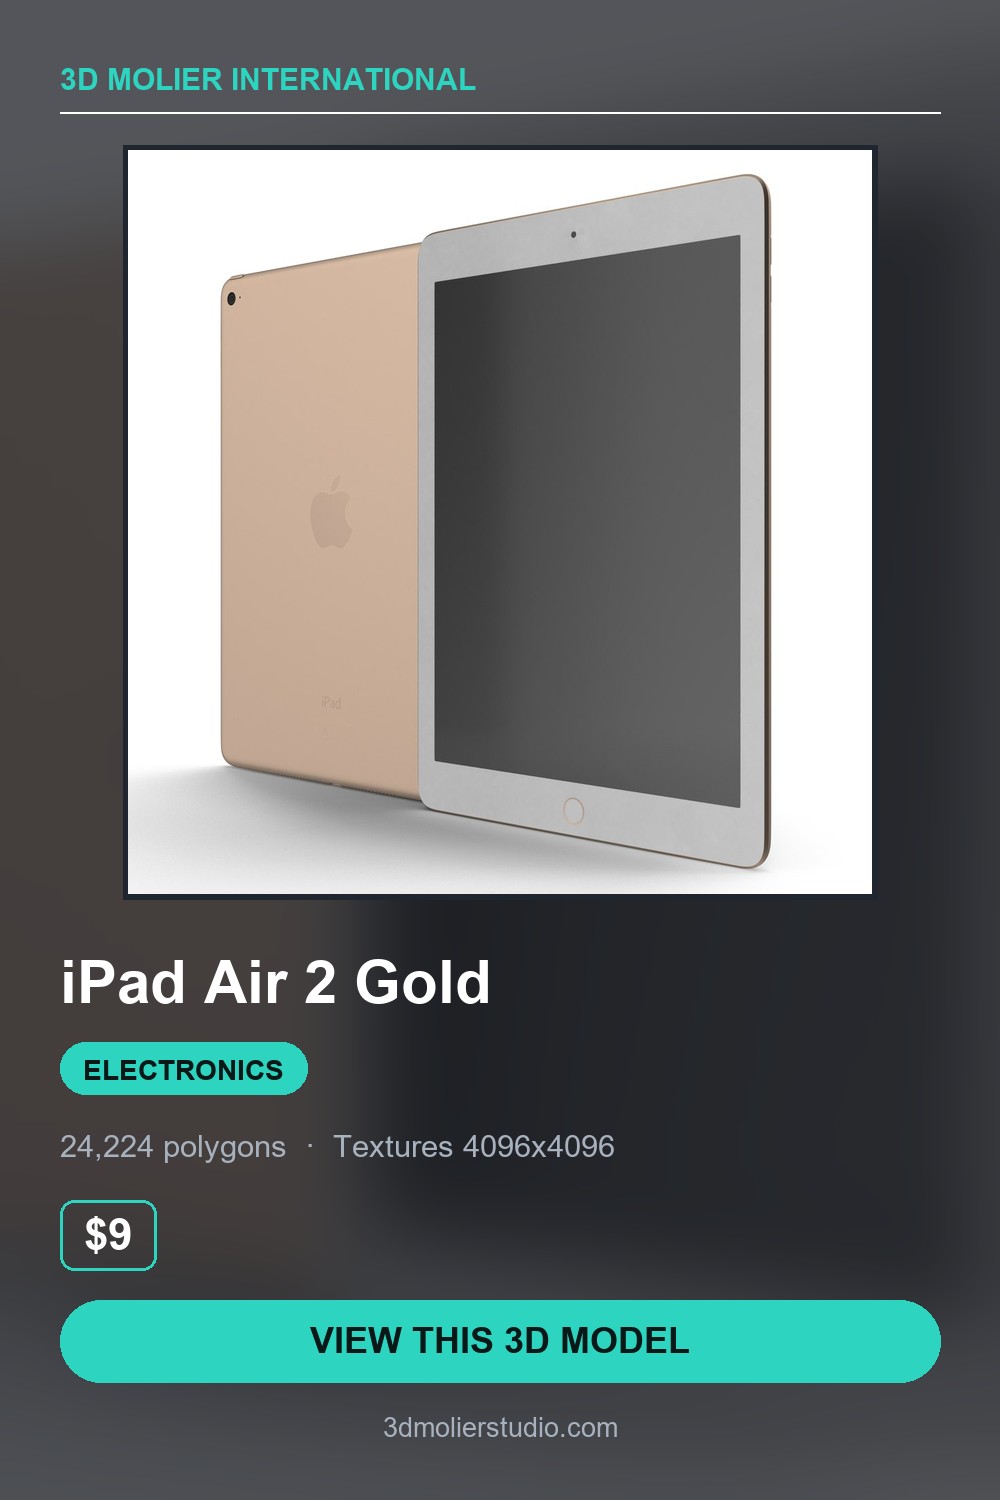 3D MOLIER INTERNATIONAL
iPad
iPad Air 2 Gold
ELECTRONICS
24,224 polygons · Textures 4096x4096
$9
VIEW THIS 3D MODEL
3dmolierstudio.com